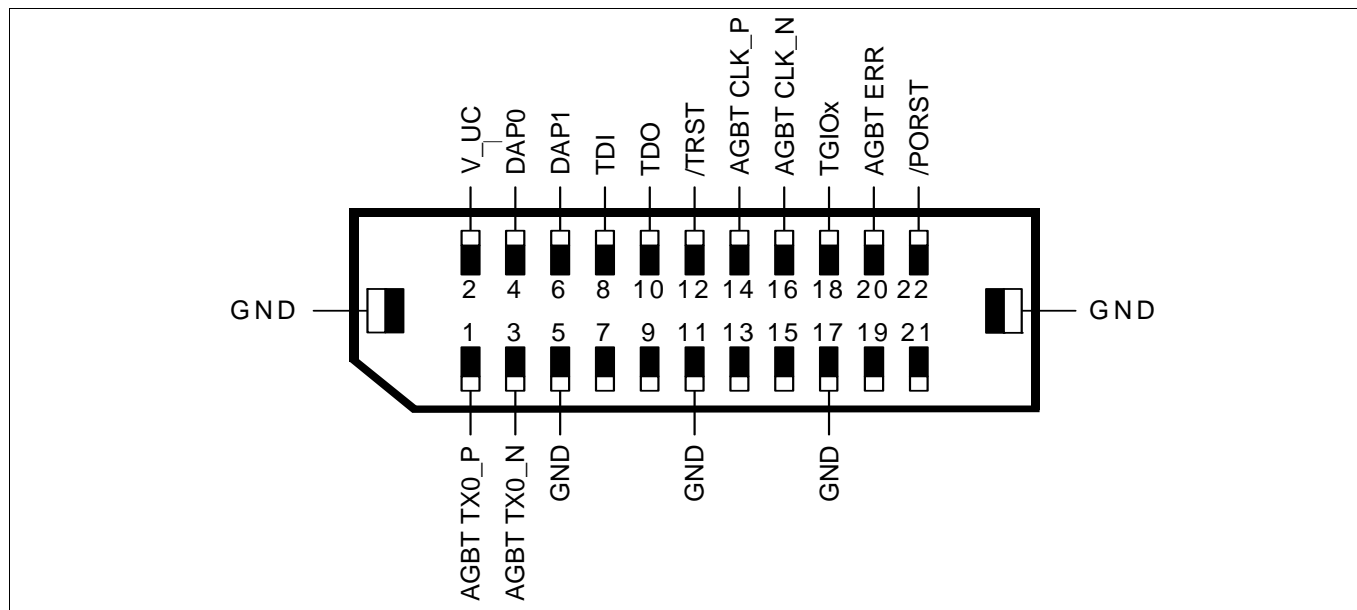 V_UC
DAP0
DAP1
TDI
TDO
/TRST
AGBT CLK_P
AGBT CLK_N
TGIOx
AGBT ERR
/PORST
2 4 6 8 10 12 14 16 18 20 22
GND
GND
1 3 5 7 9 11 13 15 17 19 21
AGBT TX0_P
AGBT TX0_N
GND
GND
GND